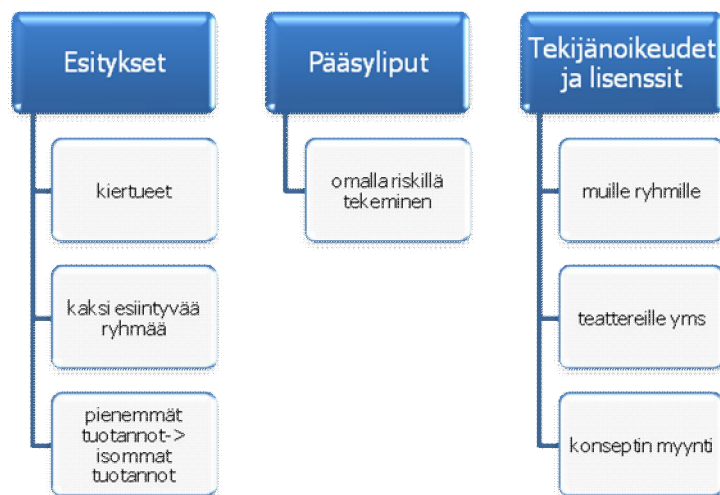 Esitykset
kiertueet
kaksi esiintyvää
ryhmää
pienemmät
tuotannot->
isommat
tuotannot
Pääsyliput
omalla riskillä
tekeminen
Tekijänoikeudet
ja lisenssit
muille ryhmille
teattereille yms
konseptin myynti